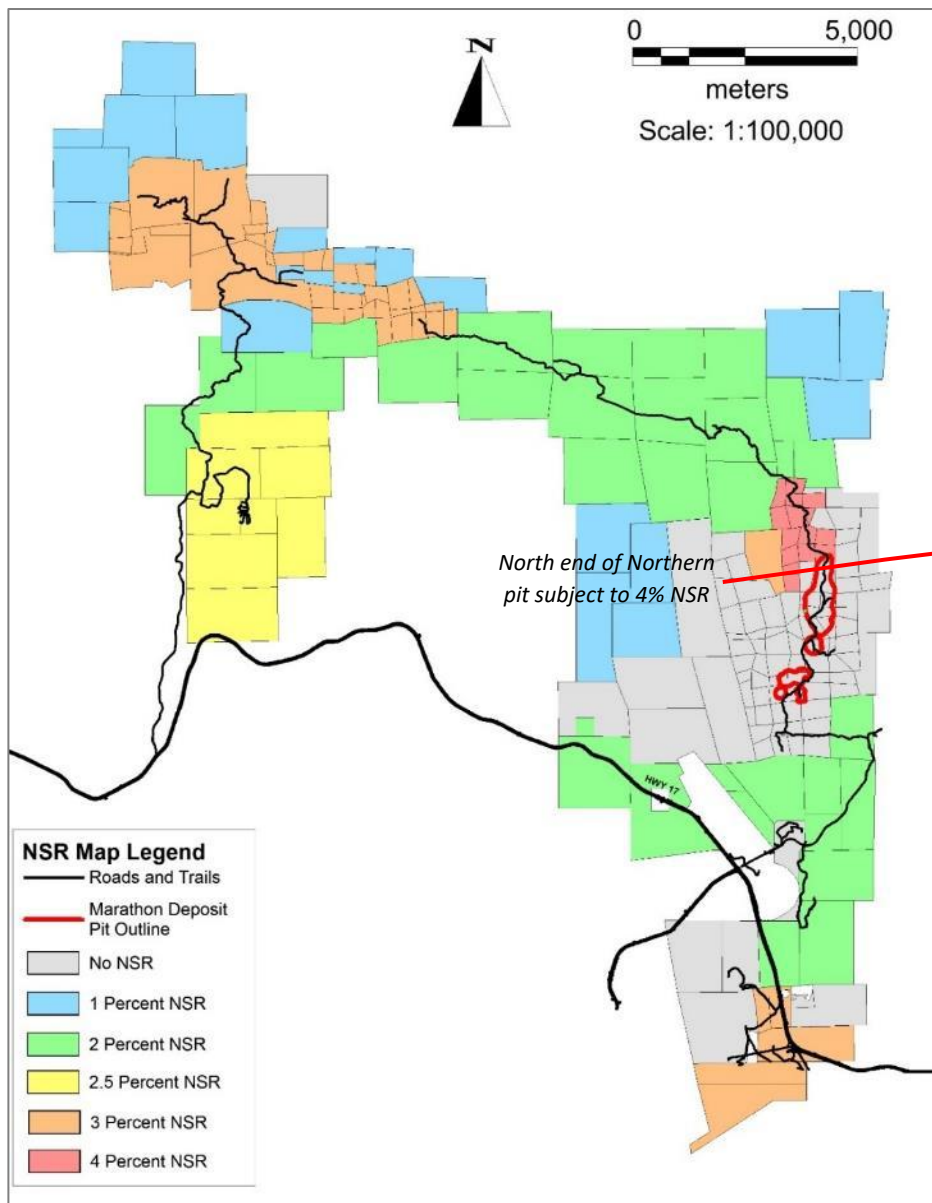 0 5,000
N
meters
Scale: 1:100,000
North end of Northern
pit subject to 4% NSR
HWY 17
NSR Map Legend
Roads and Trails
Marathon Deposit
Pit Outline
No NSR
1 Percent NSR
2 Percent NSR
2.5 Percent NSR
3 Percent NSR
4 Percent NSR